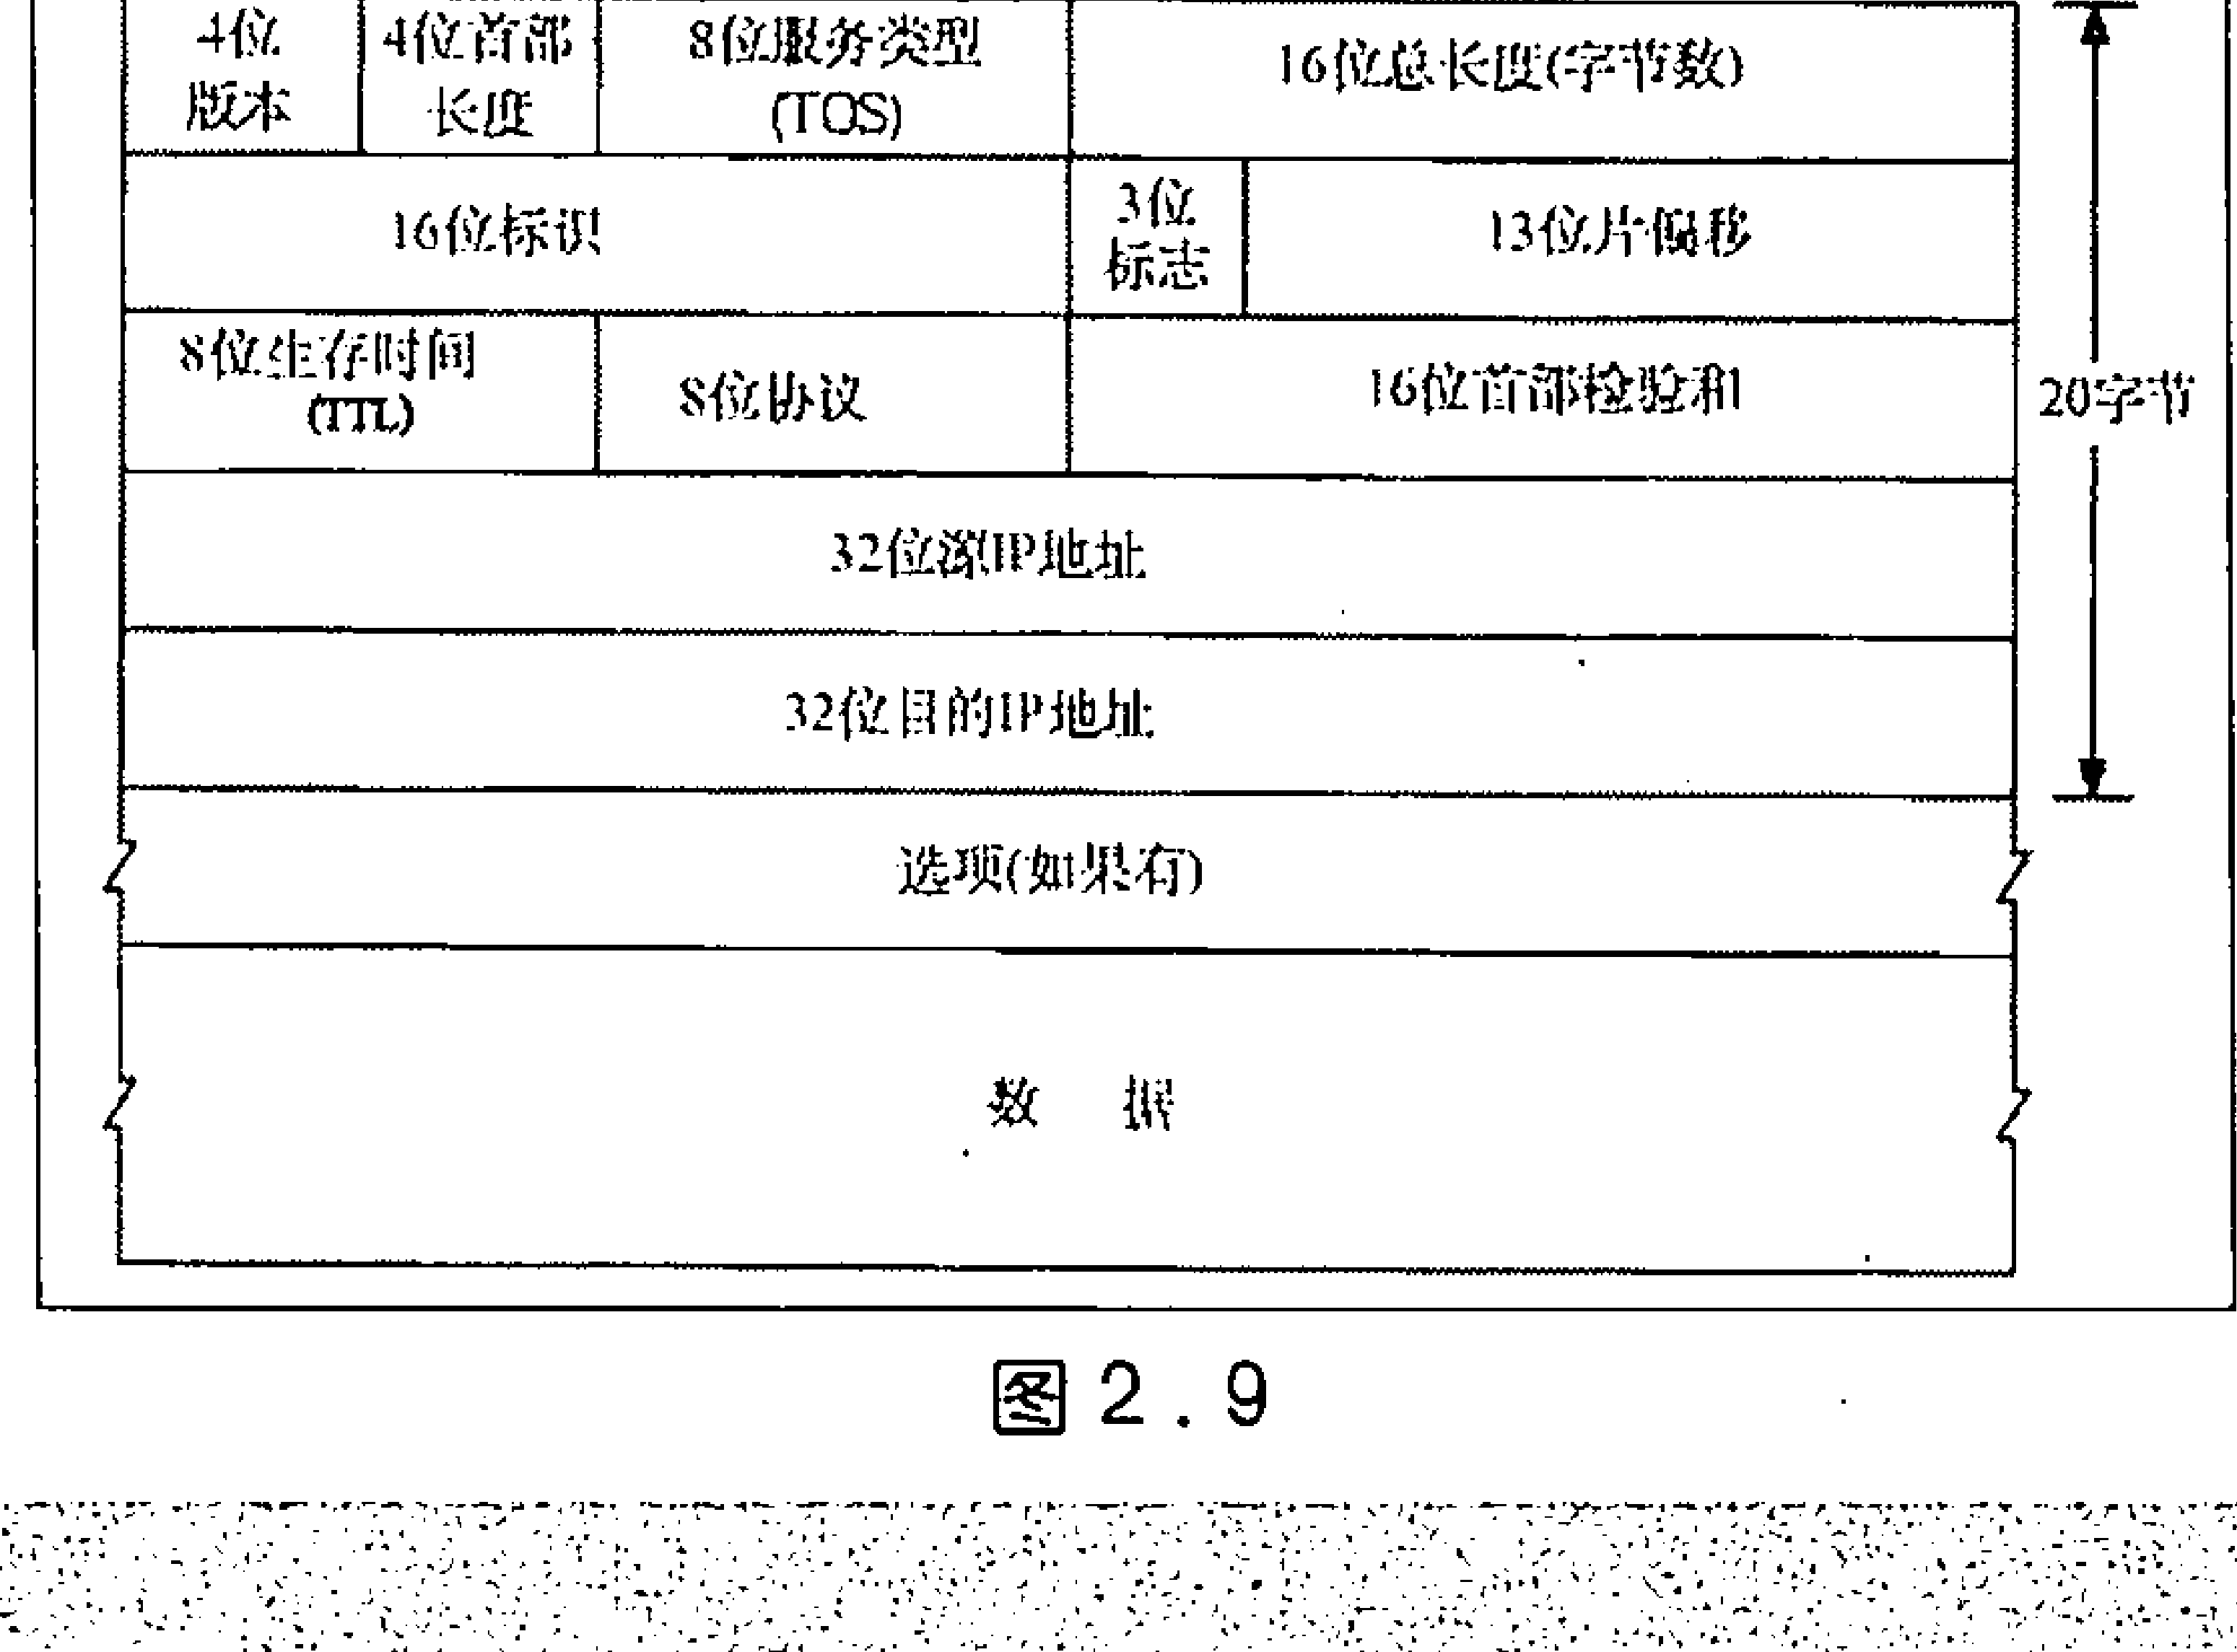 4位
版本
4位首部
长度
8位服务类型
(TOS)
16位总长度(字节数)
16位标识
3位
标志
13位片偏移
8位生存时间
(TTL)
8位协议
16位首部检验和
20字节
32位源IP地址
32位目的IP地址
选项(如果有)
数 据
图2.9